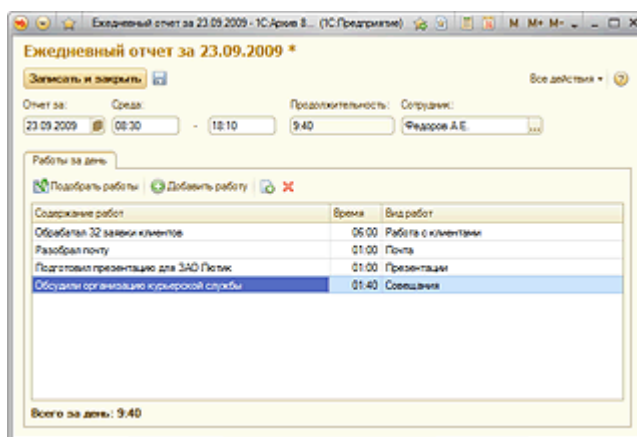 Ежедневный отчет за 23.09.2009 - 1С:Архив 8... (1С:Предприятие) M M+ M-
Ежедневный отчет за 23.09.2009 *
Записать и закрыть Все действия
Отчет за: Среда: Продолжительность: Сотрудник:
23.09.2009 08:30 - 18:10 9:40 Федоров А.Е. ...
Работы за день
Подобрать работы Добавить работу
Содержание работ Время Вид работ
Обработал 32 заявки клиентов 06:00 Работа с клиентами
Разобрал почту 01:00 Почта
Подготовил презентацию для ЗАО Лютик 01:00 Презентации
Обсудили организацию курьерской службы 01:40 Совещания
Всего за день: 9:40